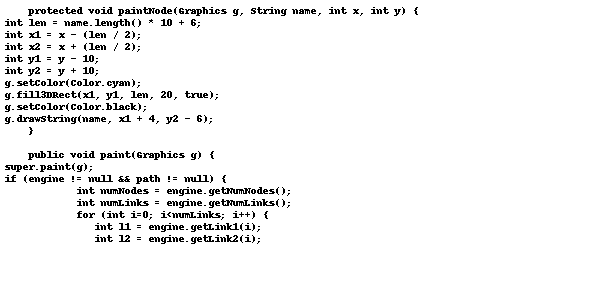 protected void paintNode(Graphics g, String name, int x, int y) {
int len = name.length() * 10 + 6;
int x1 = x - (len / 2);
int x2 = x + (len / 2);
int y1 = y - 10;
int y2 = y + 10;
g.setColor(Color.cyan);
g.fill3DRect(x1, y1, len, 20, true);
g.setColor(Color.black);
g.drawString(name, x1 + 4, y2 - 6);
}
public void paint(Graphics g) {
super.paint(g);
if (engine != null && path != null) {
int numNodes = engine.getNumNodes();
int numLinks = engine.getNumLinks();
for (int i=0; i<numLinks; i++) {
int l1 = engine.getLink1(i);
int l2 = engine.getLink2(i);